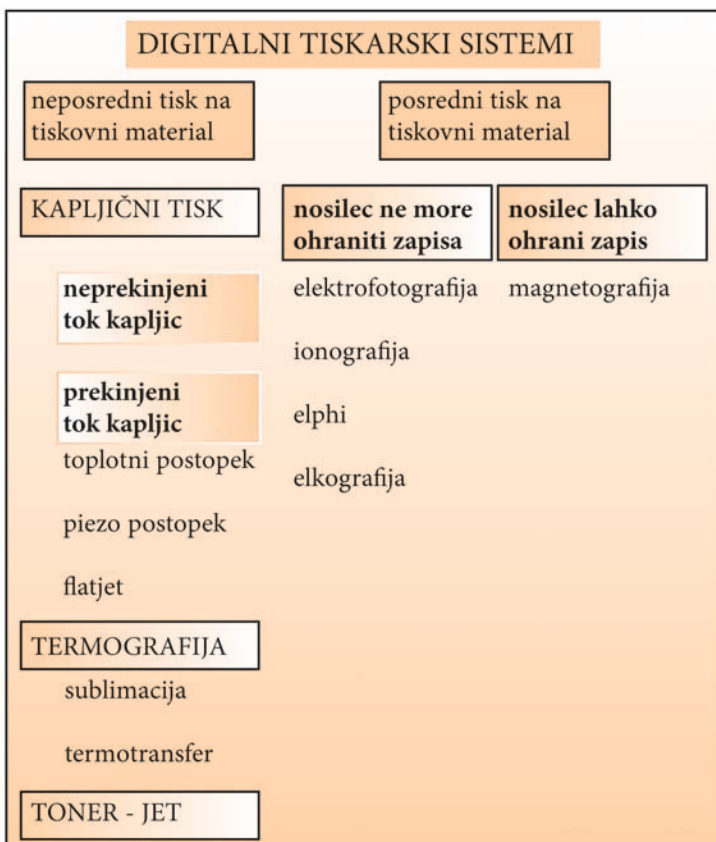 DIGITALNI TISKARSKI SISTEMI
neposredni tisk na
tiskovni material
posredni tisk na
tiskovni material
KAPLJIČNI TISK
neprekinjeni
tok kapljic
prekinjeni
tok kapljic
toplotni postopek
piezo postopek
flatjet
TERMOGRAFIJA
sublimacija
termotransfer
TONER - JET
nosilec ne more
ohraniti zapisa
elektrofotografija
ionografija
elphi
elkografija
nosilec lahko
ohrani zapis
magnetografija